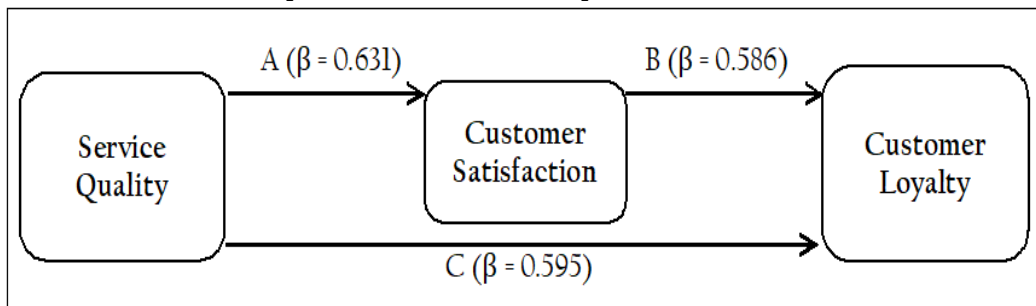 A (β = 0.631)
B (β = 0.586)
Service
Quality
Customer
Satisfaction
Customer
Loyalty
C (β = 0.595)